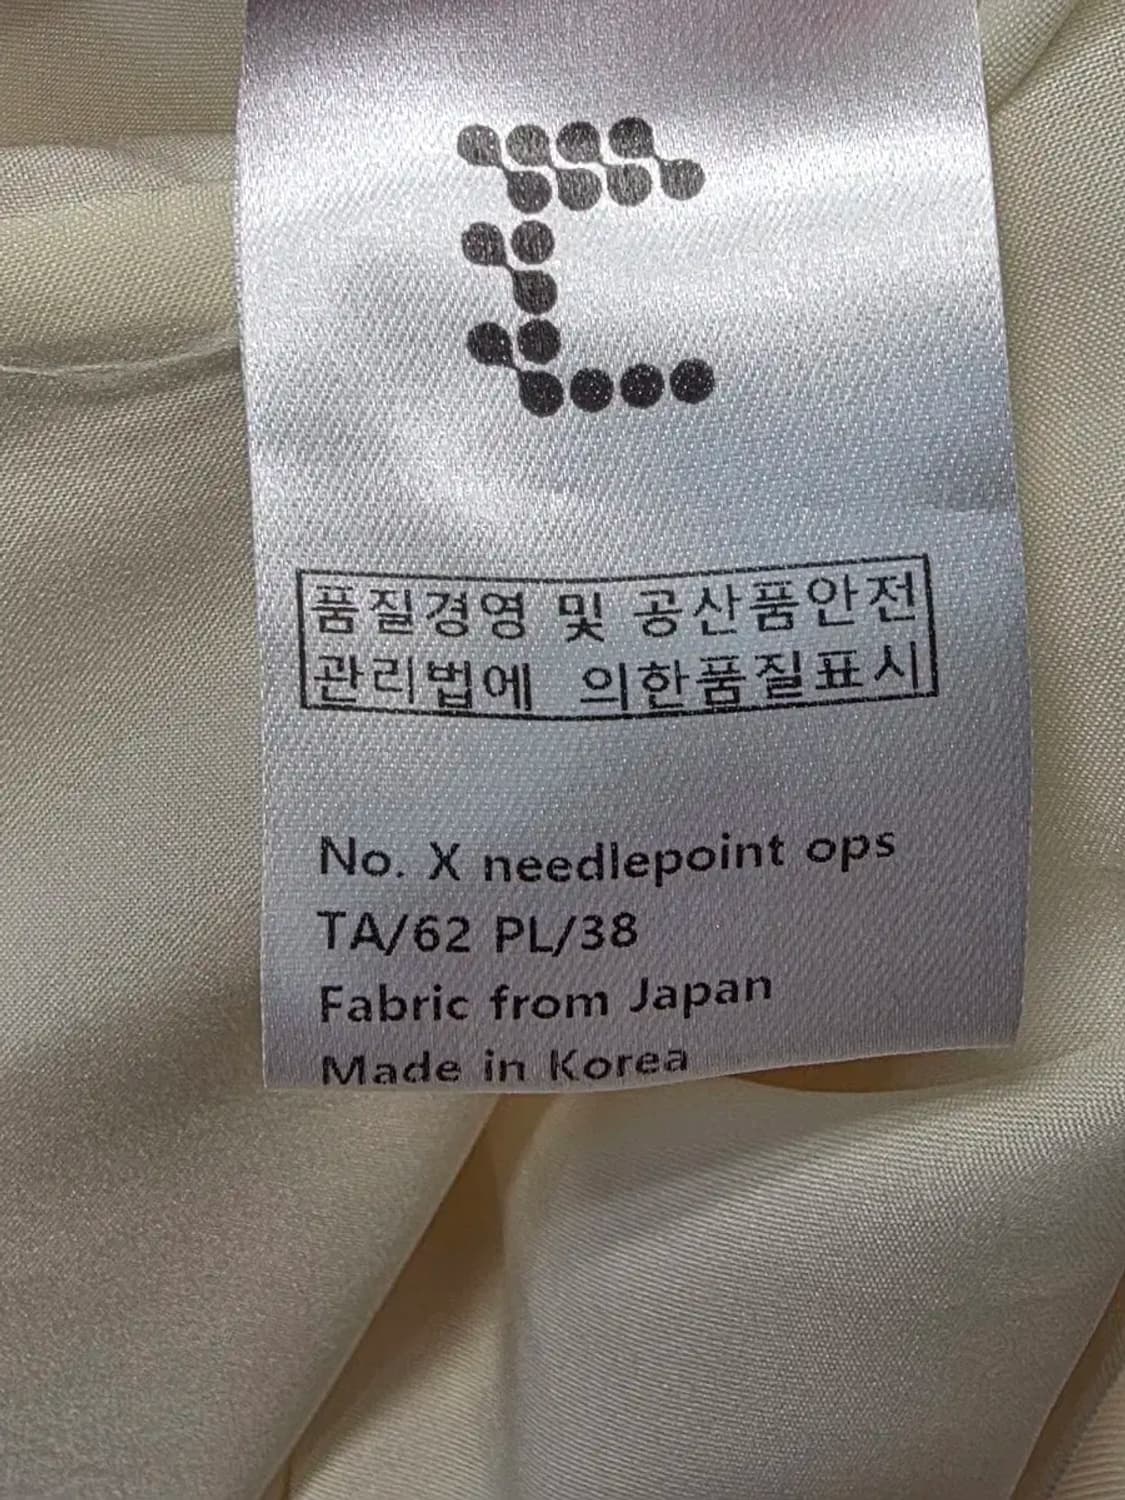 품질경영 및 공산품안전
관리법에 의한품질표시
No. X needlepoint ops
TA/62 PL/38
Fabric from Japan
Made in Korea